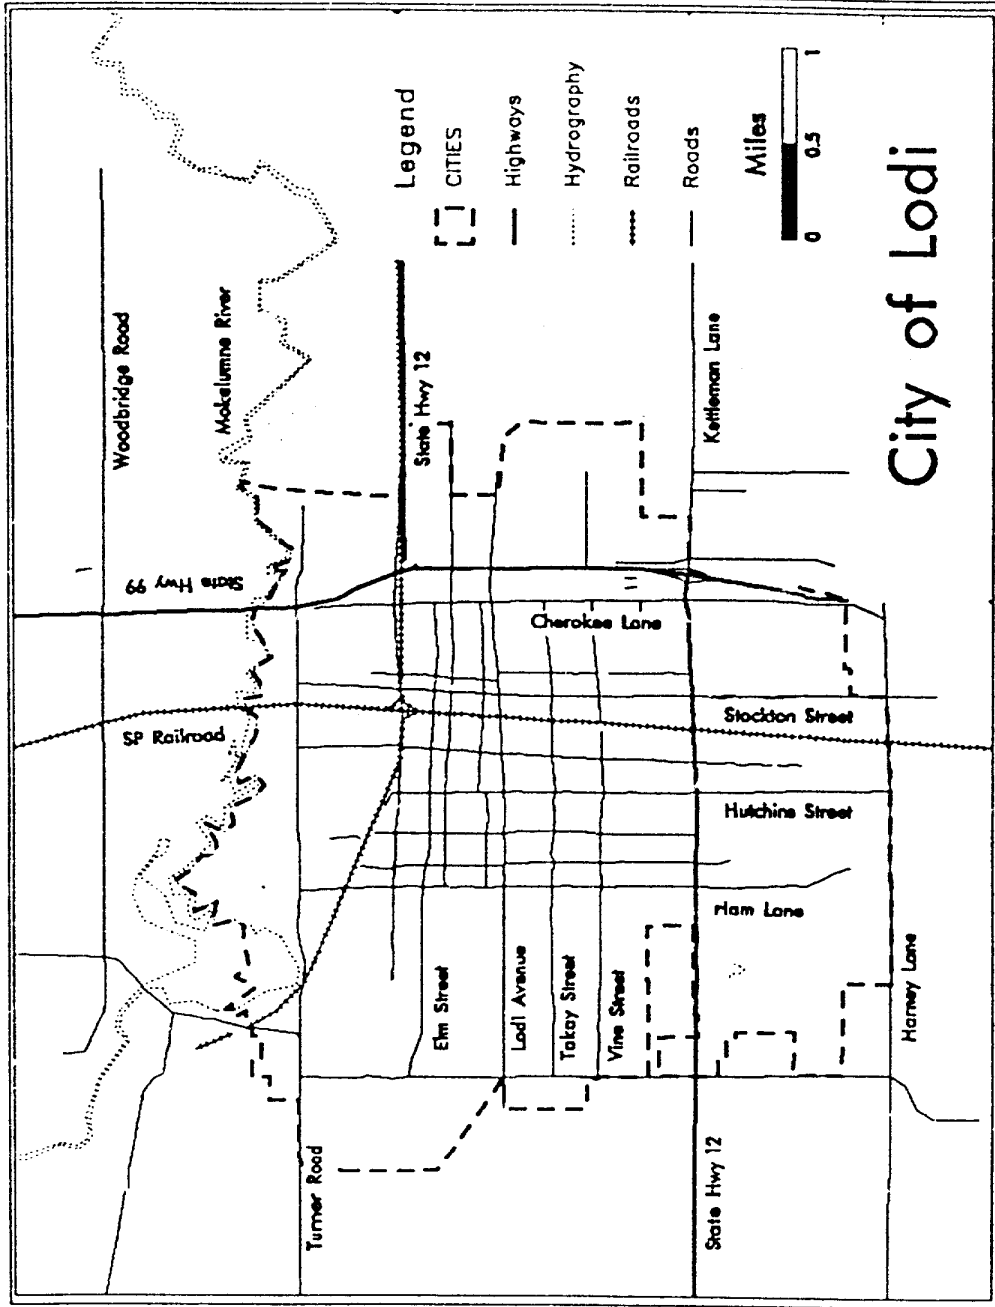 Woodbridge Road
Mokelumne River
State Hwy 99
SP Railroad
State Hwy 12
Turner Road
Elm Street
Lodi Avenue
Tokay Street
Vine Street
Cherokee Lane
Stockton Street
Hutchins Street
Ham Lane
Kettleman Lane
State Hwy 12
Harney Lane
Legend
CITIES
Highways
Hydrography
Railroads
Roads
Miles
0 0.5 1
City of Lodi